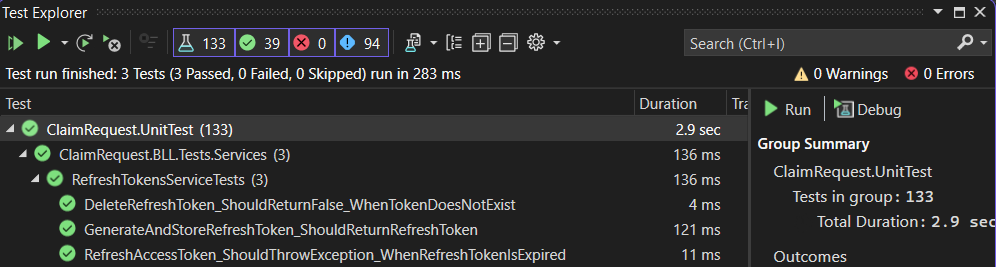 Test Explorer
133 39 0 94 Search (Ctrl+I)
Test run finished: 3 Tests (3 Passed, 0 Failed, 0 Skipped) run in 283 ms 0 Warnings 0 Errors
Test Duration Tra
ClaimRequest.UnitTest (133) 2.9 sec
ClaimRequest.BLL.Tests.Services (3) 136 ms
RefreshTokensServiceTests (3) 136 ms
DeleteRefreshToken_ShouldReturnFalse_WhenTokenDoesNotExist 4 ms
GenerateAndStoreRefreshToken_ShouldReturnRefreshToken 121 ms
RefreshAccessToken_ShouldThrowException_WhenRefreshTokenIsExpired 11 ms
Run Debug
Group Summary
ClaimRequest.UnitTest
Tests in group: 133
Total Duration: 2.9 sec
Outcomes